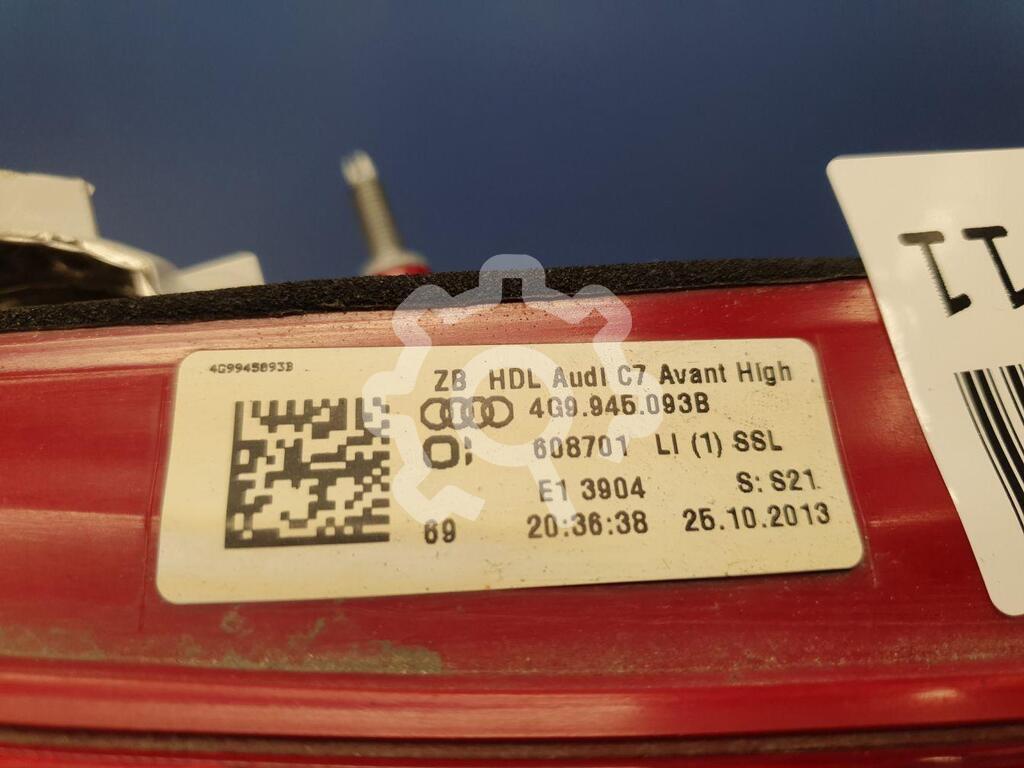 4G9945093B
ZB HDL Audi C7 Avant High
4G9.945.093B
608701 LI (1) SSL
E1 3904 S: S21
69 20:36:38 25.10.2013
11